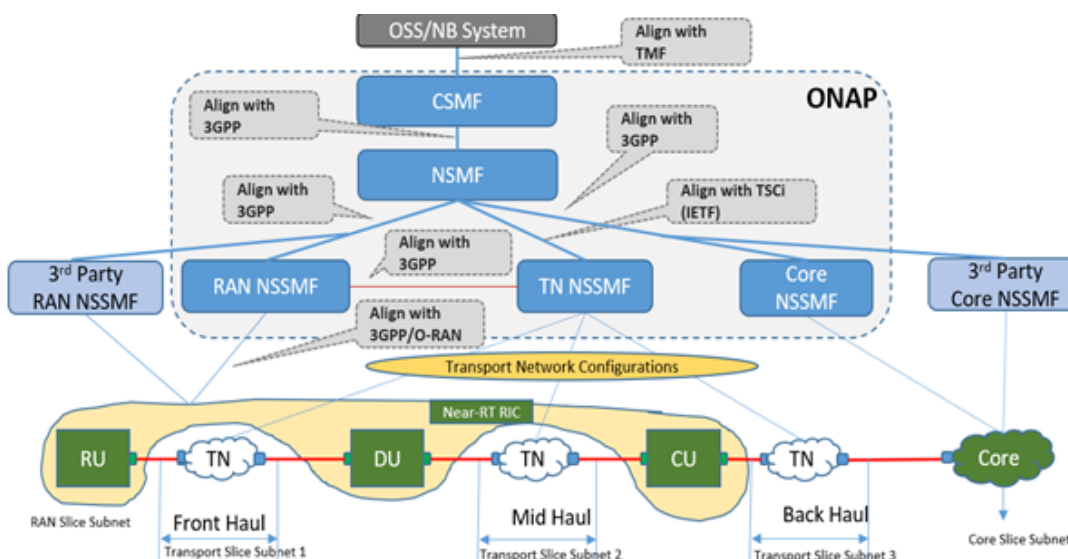 OSS/NB System
Align with
TMF
ONAP
CSMF
Align with
3GPP
Align with
3GPP
NSMF
Align with
3GPP
Align with TSCi
(IETF)
Align with
3GPP
3rd Party
RAN NSSMF
RAN NSSMF
TN NSSMF
Core
NSSMF
3rd Party
Core NSSMF
Align with
3GPP/O-RAN
Transport Network Configurations
Near-RT RIC
RU
TN
DU
TN
CU
TN
Core
RAN Slice Subnet
Front Haul
Mid Haul
Back Haul
Core Slice Subnet
Transport Slice Subnet 1
Transport Slice Subnet 2
Transport Slice Subnet 3